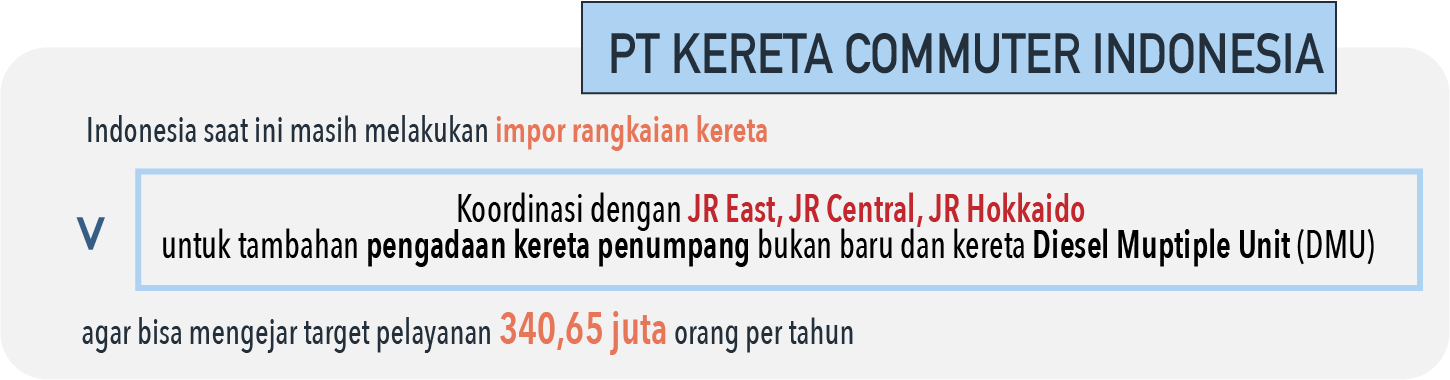 PT KERETA COMMUTER INDONESIA
Indonesia saat ini masih melakukan impor rangkaian kereta
V
Koordinasi dengan JR East, JR Central, JR Hokkaido
untuk tambahan pengadaan kereta penumpang bukan baru dan kereta Diesel Muptiple Unit (DMU)
agar bisa mengejar target pelayanan 340,65 juta orang per tahun